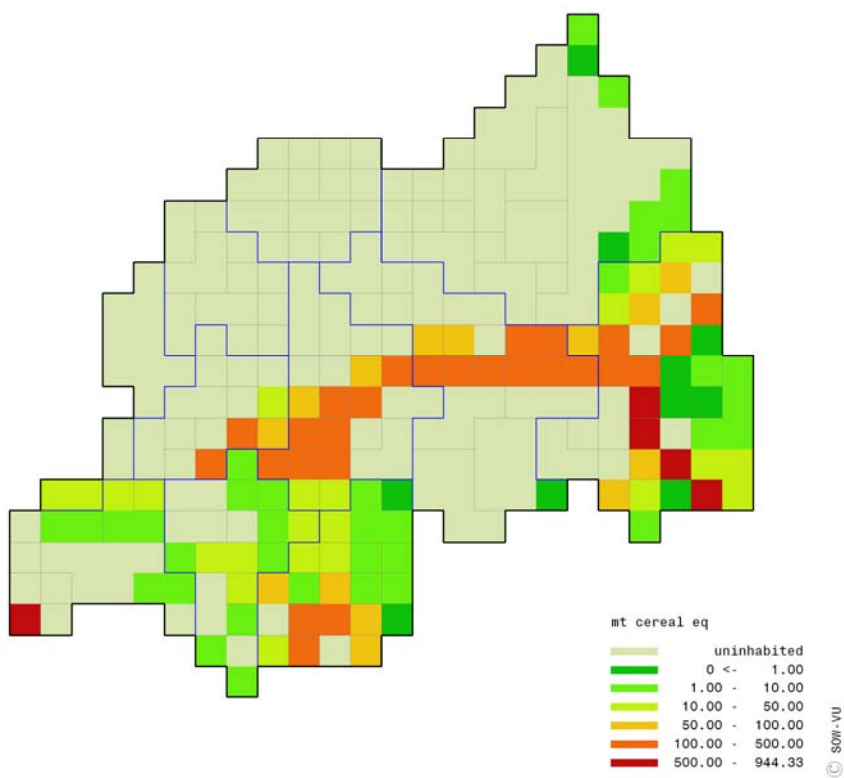 mt cereal eq
uninhabited
0 <- 1.00
1.00 - 10.00
10.00 - 50.00
50.00 - 100.00
100.00 - 500.00
500.00 - 944.33
© SOW-VU